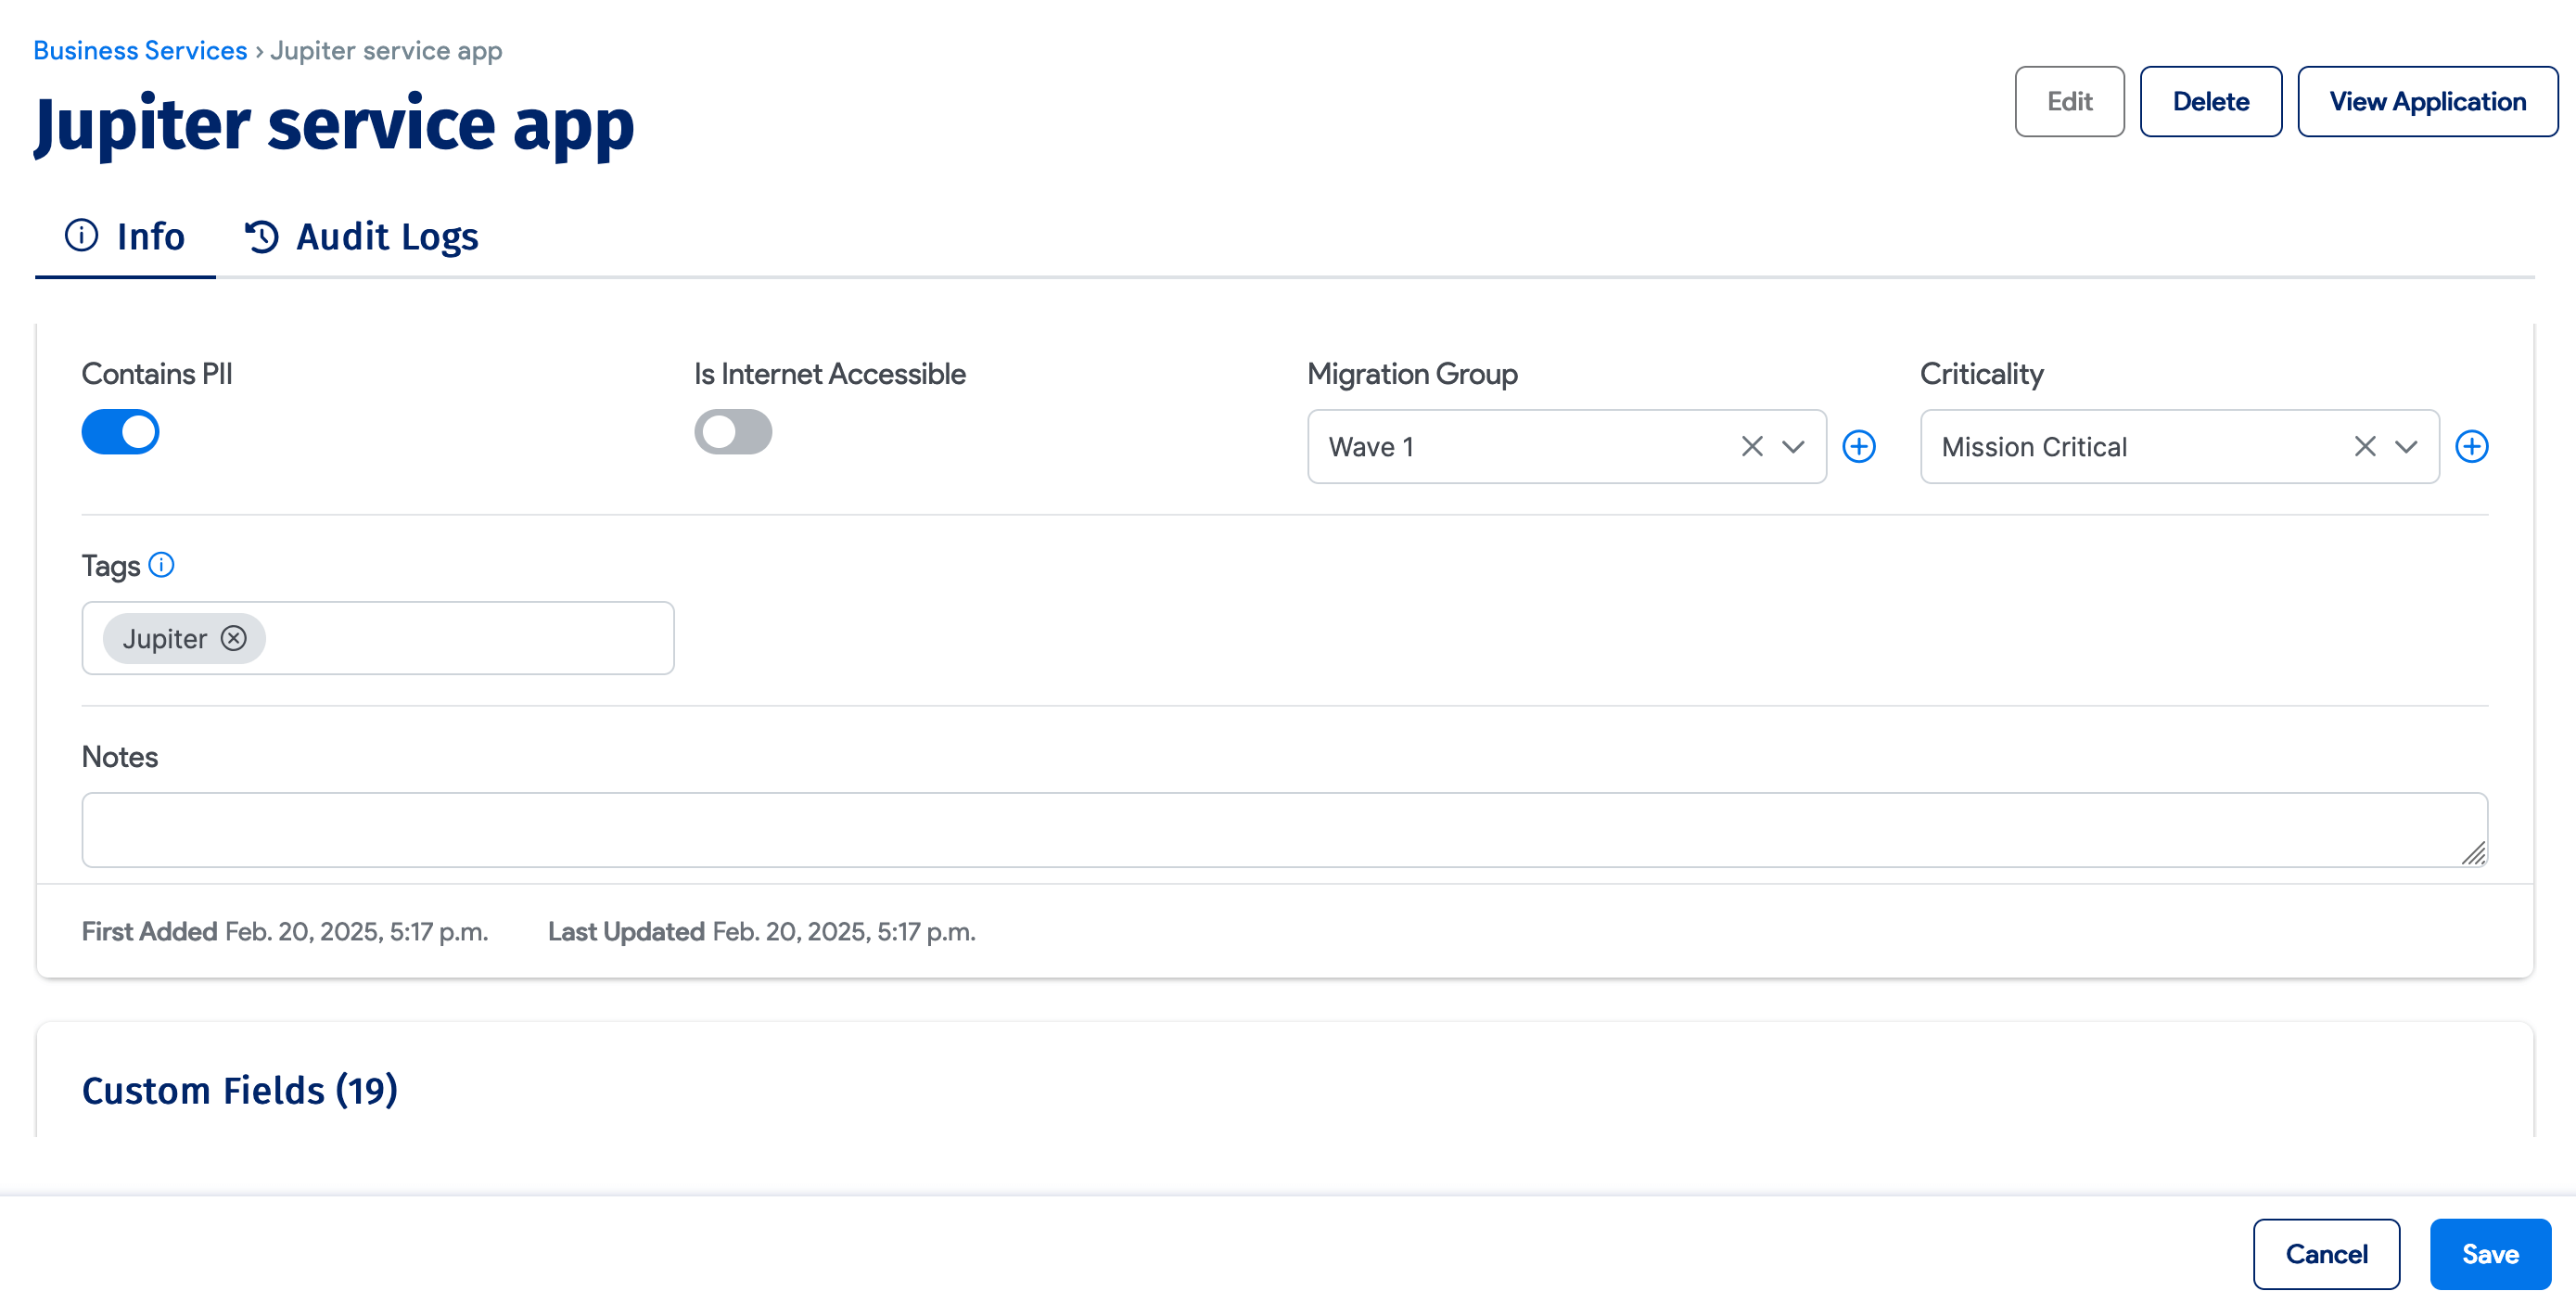 Business Services › Jupiter service app
Jupiter service app
Edit
Delete
View Application
Info
Audit Logs
Contains PII
Is Internet Accessible
Migration Group
Criticality
Wave 1
Mission Critical
Tags
Jupiter
Notes
First Added Feb. 20, 2025, 5:17 p.m.
Last Updated Feb. 20, 2025, 5:17 p.m.
Custom Fields (19)
Cancel
Save